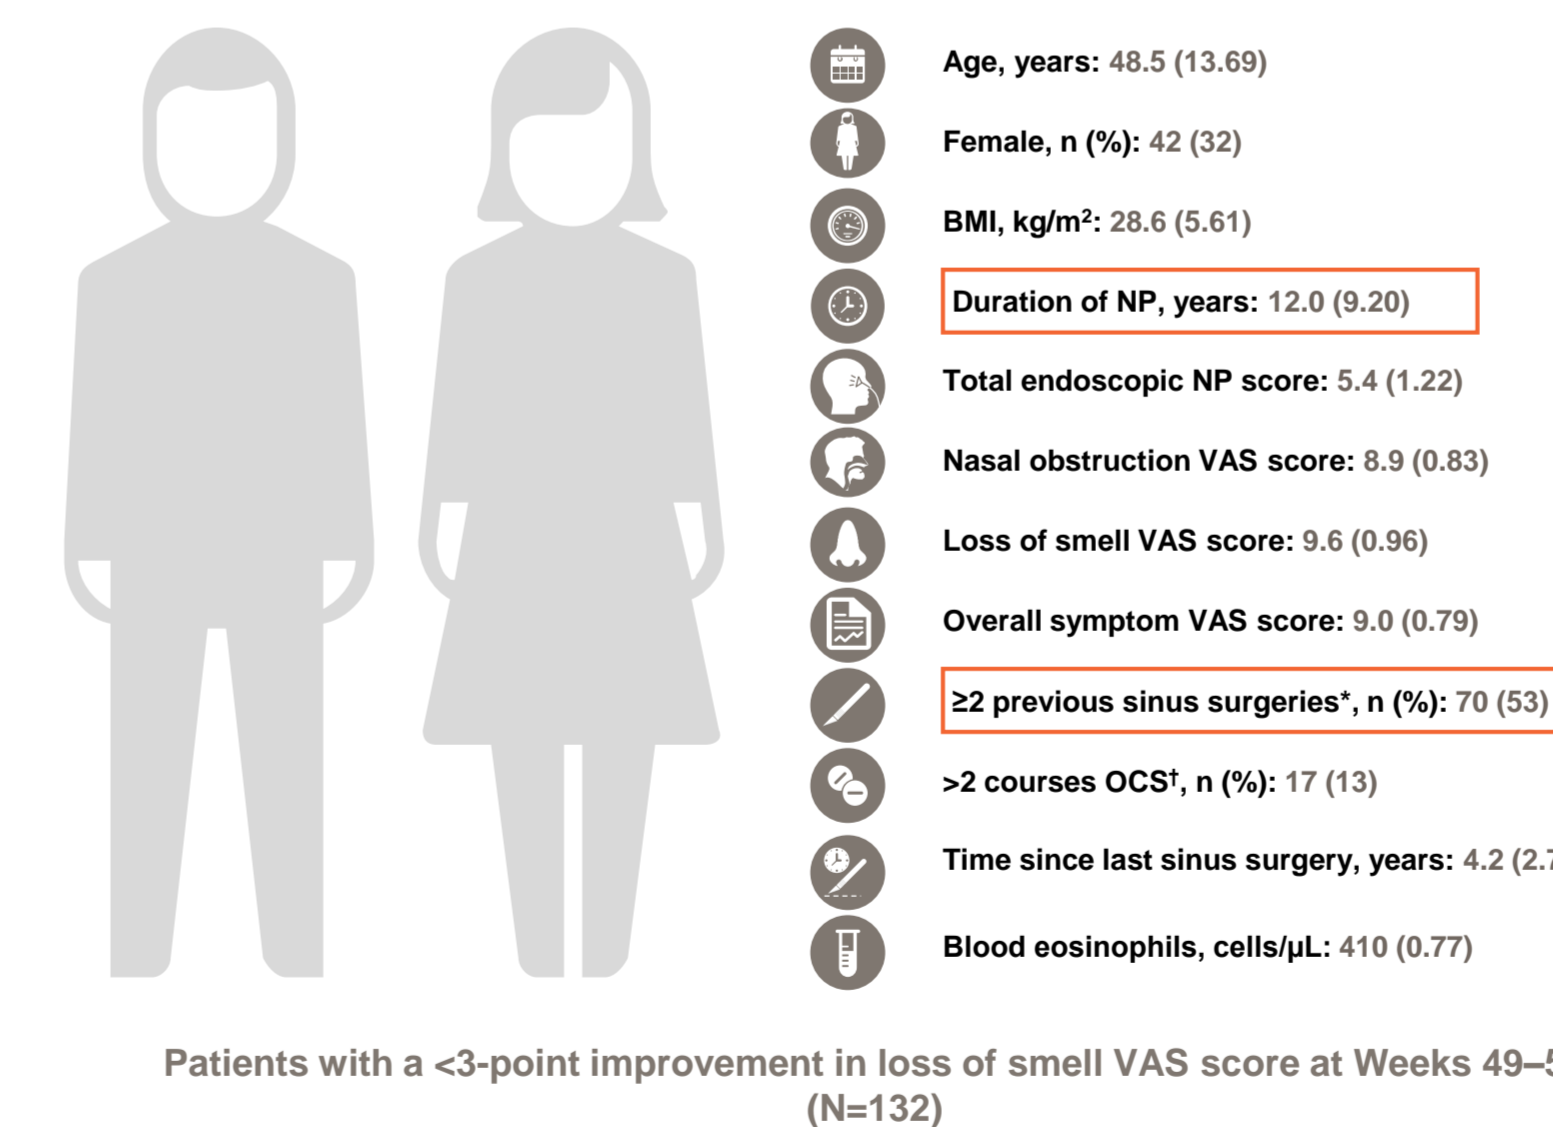 Age, years: 48.5 (13.69)
Female, n (%): 42 (32)
BMI, kg/m²: 28.6 (5.61)
Duration of NP, years: 12.0 (9.20)
Total endoscopic NP score: 5.4 (1.22)
Nasal obstruction VAS score: 8.9 (0.83)
Loss of smell VAS score: 9.6 (0.96)
Overall symptom VAS score: 9.0 (0.79)
≥2 previous sinus surgeries*, n (%): 70 (53)
>2 courses OCS†, n (%): 17 (13)
Time since last sinus surgery, years: 4.2
Blood eosinophils, cells/µL: 410 (0.77)
Patients with a <3-point improvement in loss of smell VAS score at Weeks
(N=132)